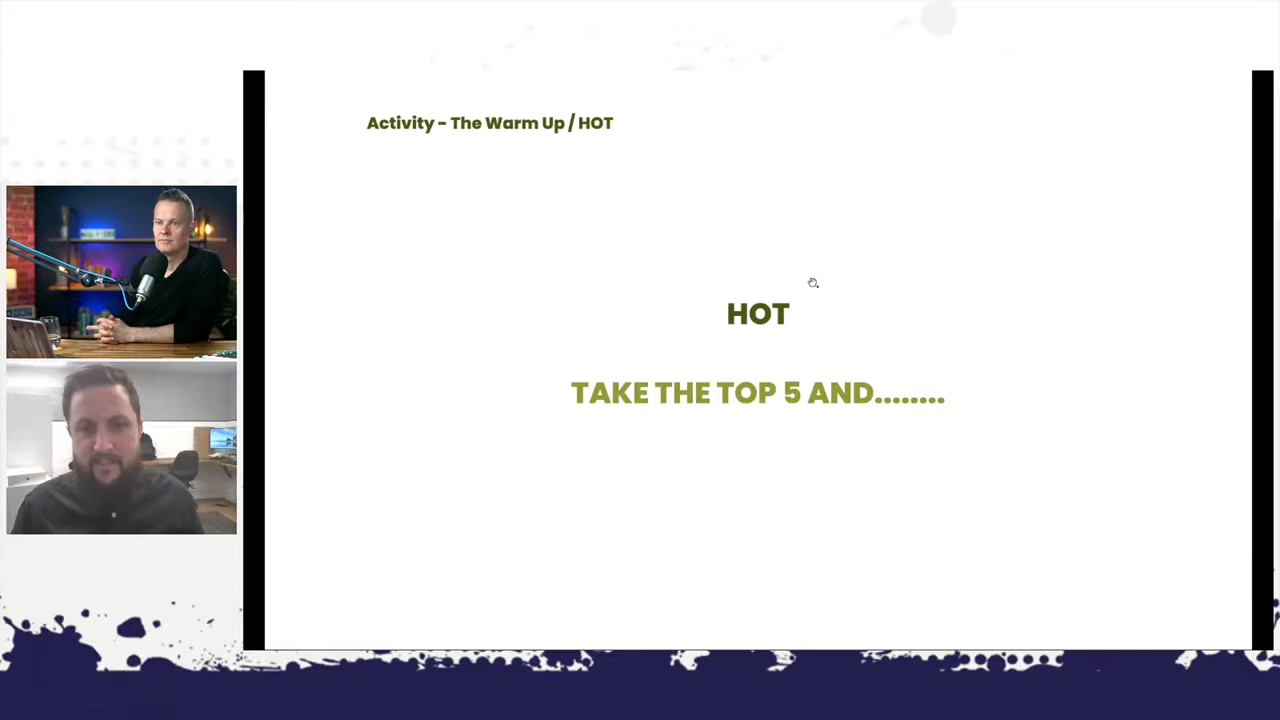 Activity - The Warm Up / HOT
HOT
TAKE THE TOP 5 AND........